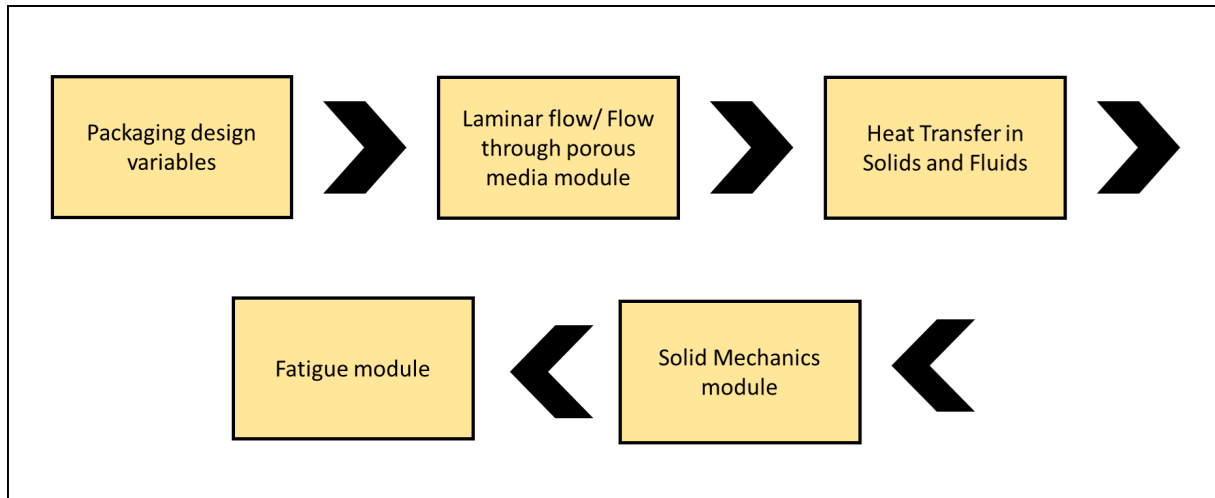 Packaging design
variables
Laminar flow/ Flow
through porous
media module
Heat Transfer in
Solids and Fluids
Solid Mechanics
module
Fatigue module